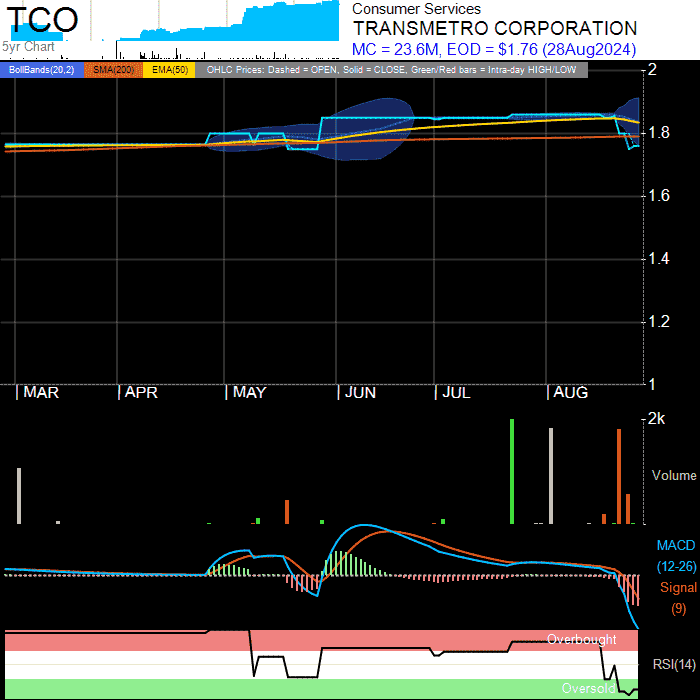 TCO
5yr Chart
Consumer Services
TRANSMETRO CORPORATION
MC = 23.6M, EOD = $1.76 (28Aug2024)
BollBands(20,2) SMA(200) EMA(50) OHLC Prices: Dashed = OPEN, Solid = CLOSE, Green/Red bars = Intra-day HIGH/LOW
2
1.8
1.6
1.4
1.2
1
MAR APR MAY JUN JUL AUG
2k
Volume
MACD
(12-26)
Signal
(9)
Overbought
RSI(14)
Oversold